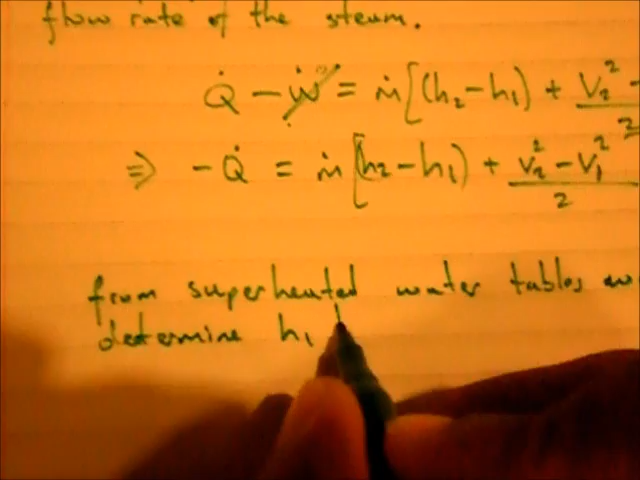 flow rate of the steam.
Q̇ − Ẇ⁰ = ṁ[(h₂−h₁) + V₂² −
2
⇒ −Q̇ = ṁ[h₂−h₁) + V₂² − V₁²
2
from superheated water tables
determine h₁